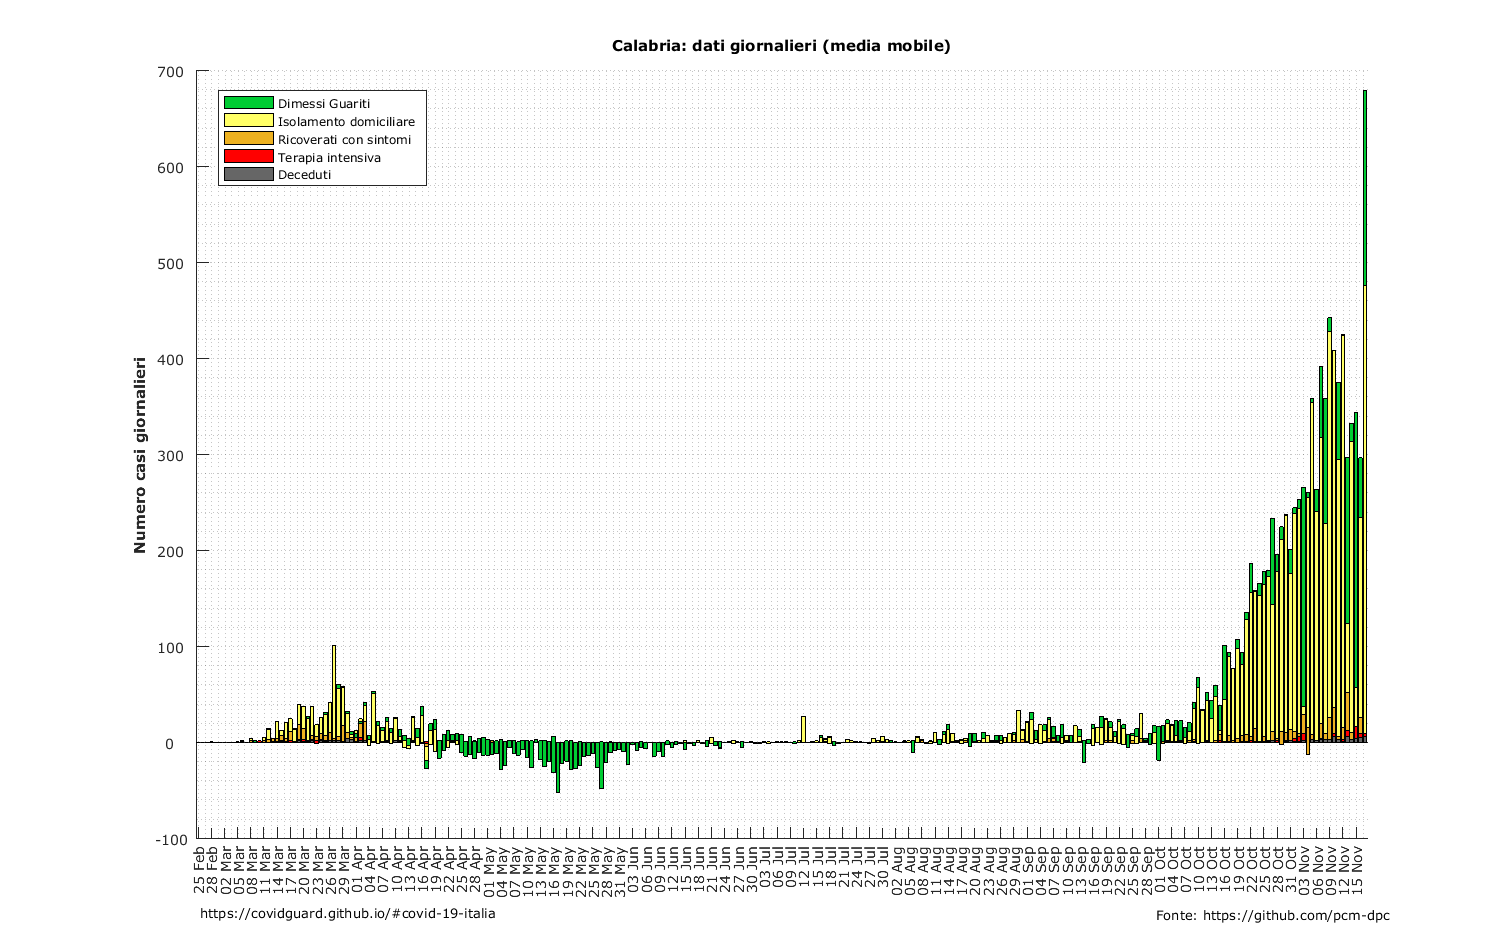 Calabria: dati giornalieri (media mobile)
700
600
500
400
300
200
100
0
-100
Numero casi giornalieri
Dimessi Guariti
Isolamento domiciliare
Ricoverati con sintomi
Terapia intensiva
Deceduti
25 Feb
28 Feb
02 Mar
05 Mar
08 Mar
11 Mar
14 Mar
17 Mar
20 Mar
23 Mar
26 Mar
29 Mar
01 Apr
04 Apr
07 Apr
10 Apr
13 Apr
16 Apr
19 Apr
22 Apr
25 Apr
28 Apr
01 May
04 May
07 May
10 May
13 May
16 May
19 May
22 May
25 May
28 May
31 May
03 Jun
06 Jun
09 Jun
12 Jun
15 Jun
18 Jun
21 Jun
24 Jun
27 Jun
30 Jun
03 Jul
06 Jul
09 Jul
12 Jul
15 Jul
18 Jul
21 Jul
24 Jul
27 Jul
30 Jul
02 Aug
05 Aug
08 Aug
11 Aug
14 Aug
17 Aug
20 Aug
23 Aug
26 Aug
29 Aug
01 Sep
04 Sep
07 Sep
10 Sep
13 Sep
16 Sep
19 Sep
22 Sep
25 Sep
28 Sep
01 Oct
04 Oct
07 Oct
10 Oct
13 Oct
16 Oct
19 Oct
22 Oct
25 Oct
28 Oct
31 Oct
03 Nov
06 Nov
09 Nov
12 Nov
15 Nov
https://covidguard.github.io/#covid-19-italia
Fonte: https://github.com/pcm-dpc